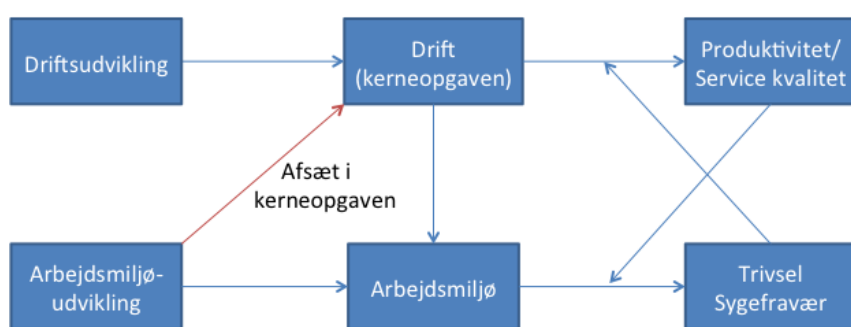 Driftsudvikling
Drift
(kerneopgaven)
Produktivitet/
Service kvalitet
Afsæt i
kerneopgaven
Arbejdsmiljø-
udvikling
Arbejdsmiljø
Trivsel
Sygefravær